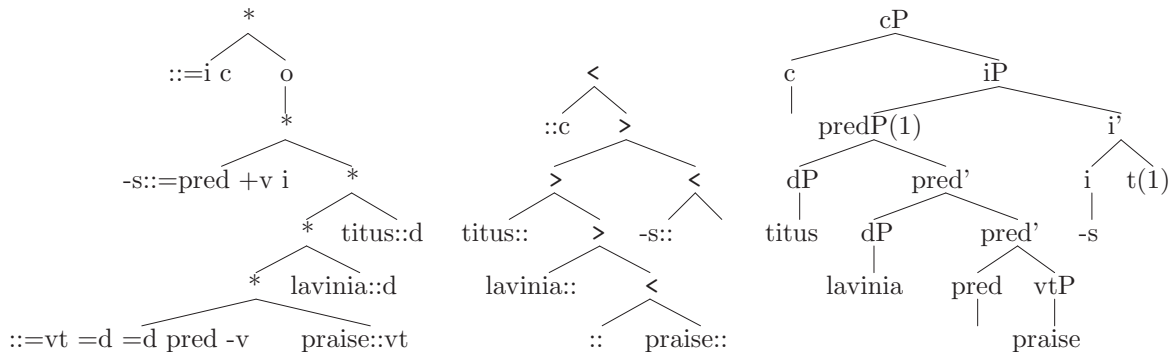 * cP
::=i c o < c iP
* ::c > predP(1) i'
-s::=pred +v i * > < dP pred' i t(1)
* titus::d titus:: > -s:: titus dP pred' -s
* lavinia::d lavinia:: < lavinia pred vtP
::=vt =d =d pred -v praise::vt :: praise:: praise